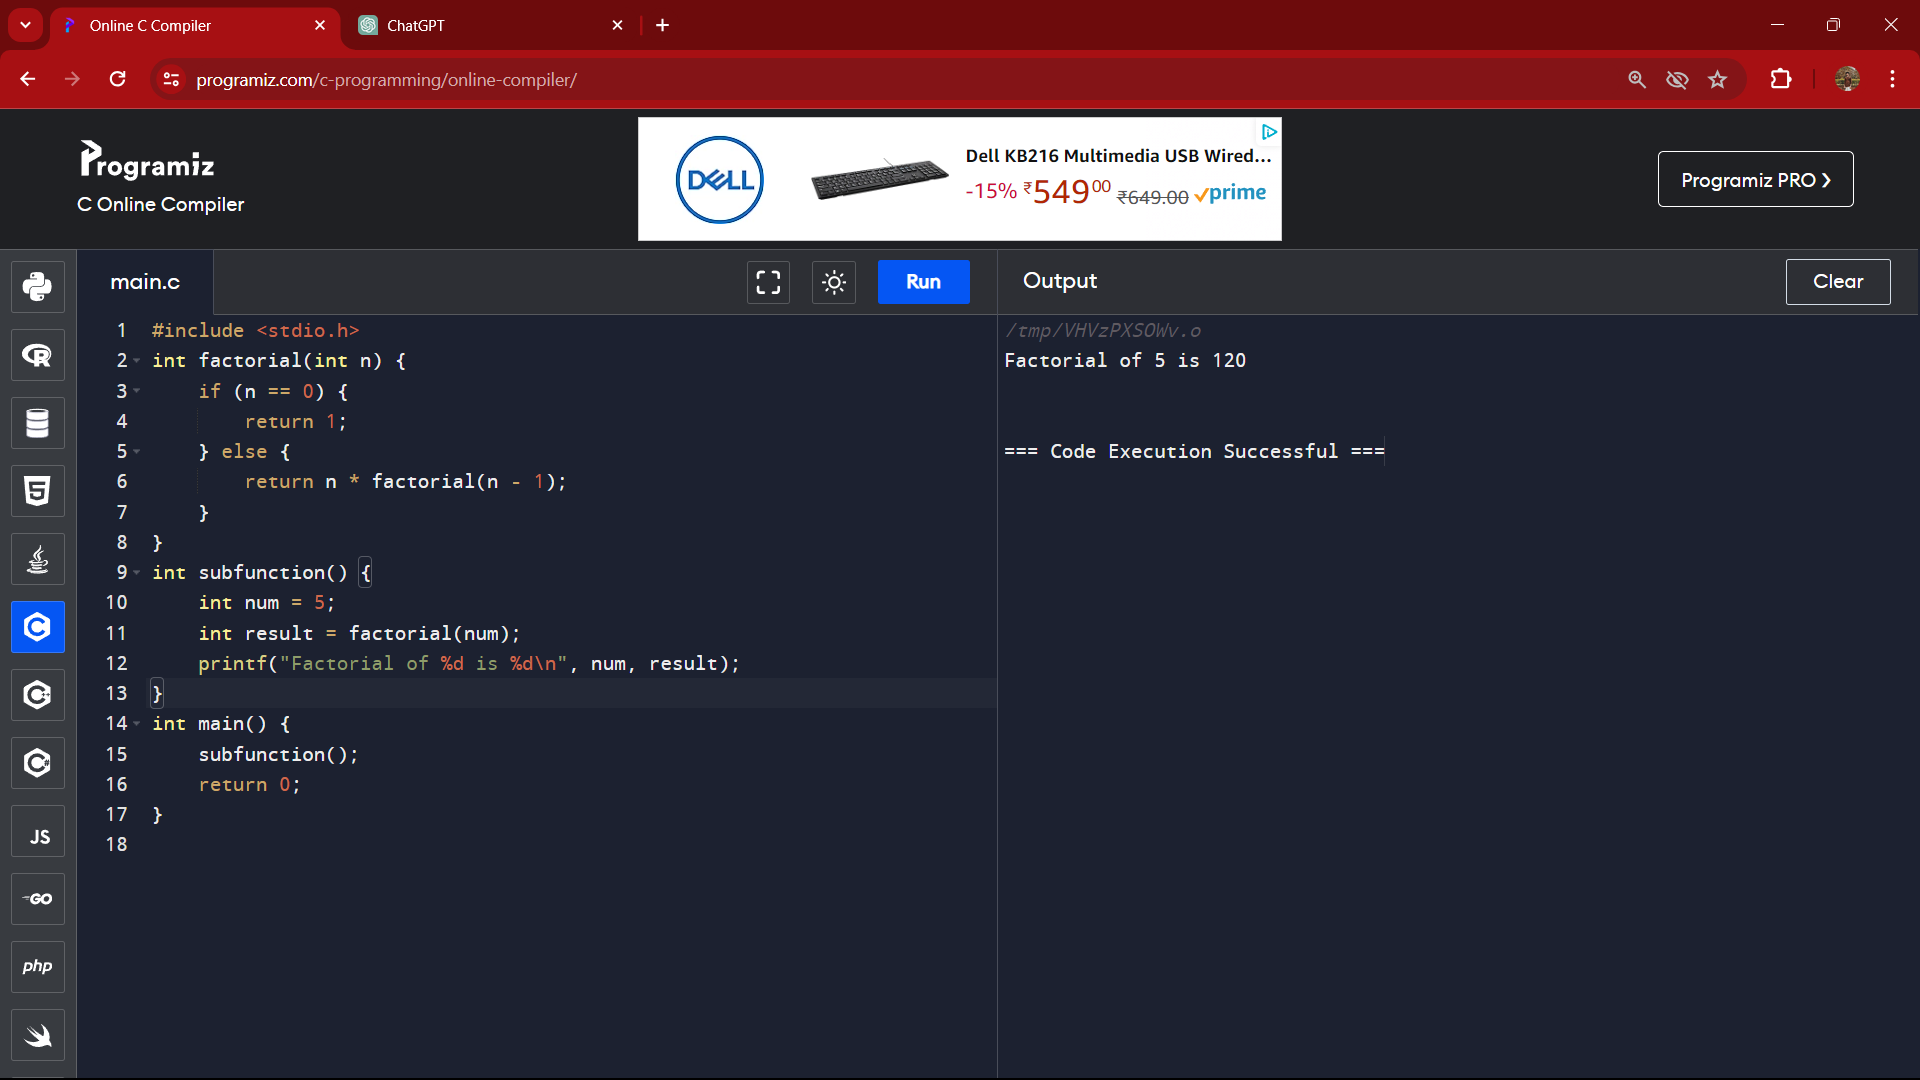 Online C Compiler
ChatGPT
programiz.com/c-programming/online-compiler/
Programiz
C Online Compiler
DELL
Dell KB216 Multimedia USB Wired...
-15% ₹549⁰⁰ ₹649.00 prime
Programiz PRO ❯
main.c
Run
Output
Clear
1 #include <stdio.h>
2 int factorial(int n) {
3     if (n == 0) {
4         return 1;
5     } else {
6         return n * factorial(n - 1);
7     }
8 }
9 int subfunction() {
10     int num = 5;
11     int result = factorial(num);
12     printf("Factorial of %d is %d\n", num, result);
13 }
14 int main() {
15     subfunction();
16     return 0;
17 }
18
/tmp/VHVzPXSOWv.o
Factorial of 5 is 120
=== Code Execution Successful ===
R
5
C
C++
C#
JS
GO
php